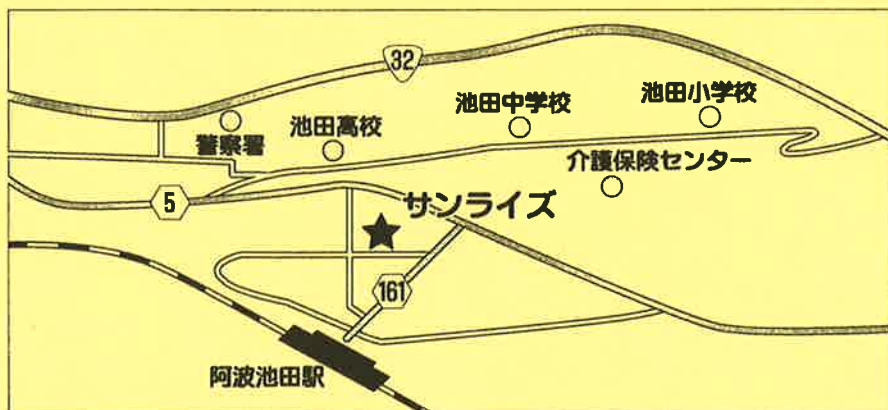 32
池田小学校
池田中学校
池田高校
警察署
介護保険センター
5
サンライズ
161
阿波池田駅